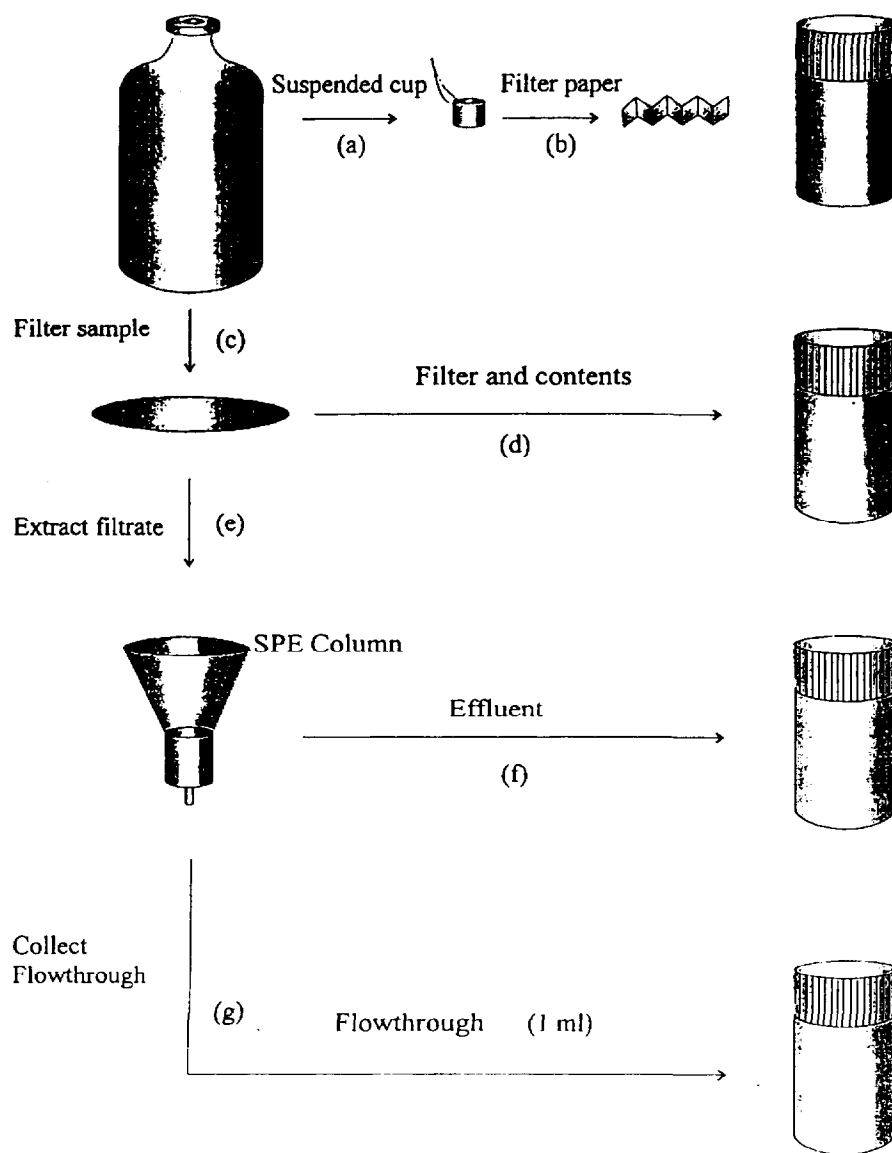 Suspended cup
(a)
Filter paper
(b)
Filter sample
(c)
Filter and contents
(d)
Extract filtrate
(e)
SPE Column
Effluent
(f)
Collect
Flowthrough
(g)
Flowthrough (1 ml)